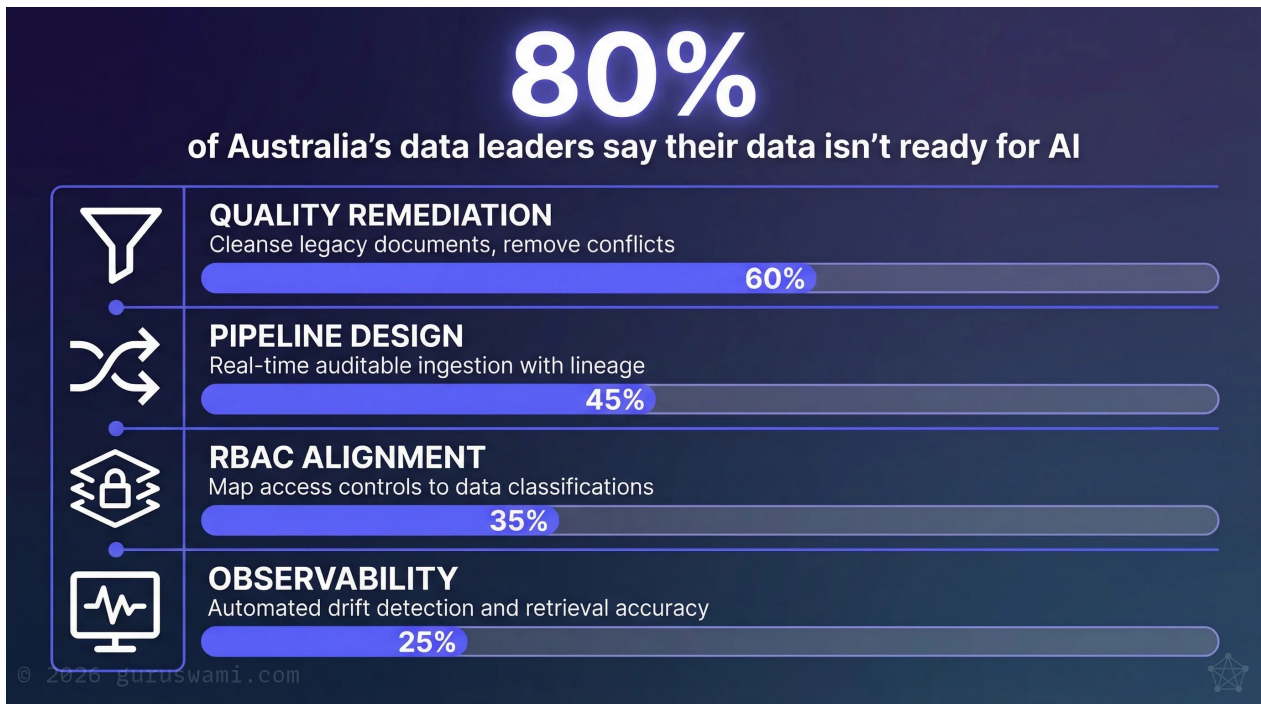 80%
of Australia’s data leaders say their data isn’t ready for AI
QUALITY REMEDIATION
Cleanse legacy documents, remove conflicts
60%
PIPELINE DESIGN
Real-time auditable ingestion with lineage
45%
RBAC ALIGNMENT
Map access controls to data classifications
35%
OBSERVABILITY
Automated drift detection and retrieval accuracy
25%
© 2026 guruswami.com